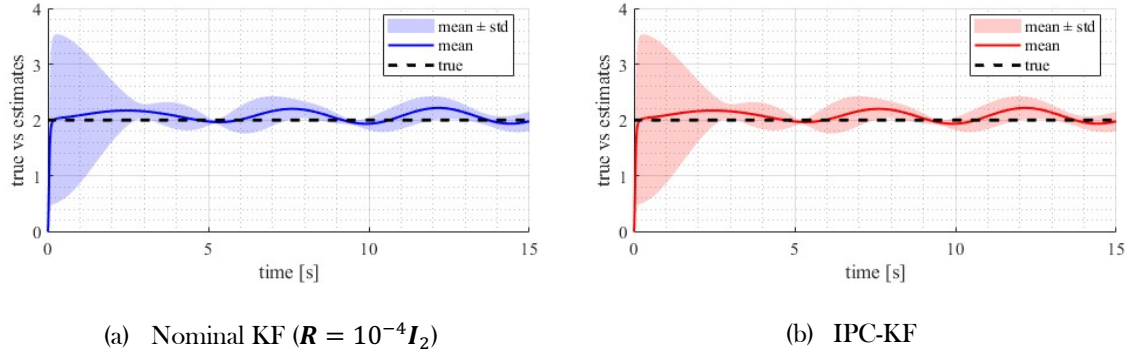 4
3
2
1
0
true vs estimates
mean ± std
mean
true
0
5
10
15
time [s]
(a) Nominal KF (𝑹 = 10⁻⁴𝑰₂)
4
3
2
1
0
true vs estimates
mean ± std
mean
true
0
5
10
15
time [s]
(b) IPC-KF